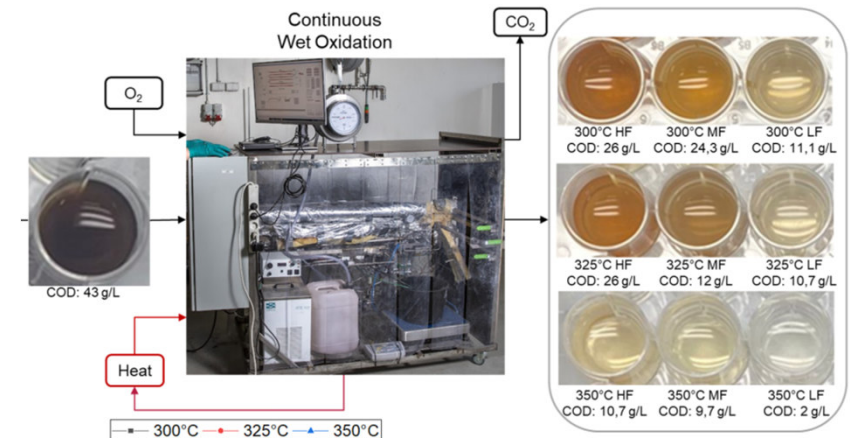 Continuous
Wet Oxidation
CO2
O2
COD: 43 g/L
Heat
300°C HF
COD: 26 g/L
300°C MF
COD: 24,3 g/L
300°C LF
COD: 11,1 g/L
325°C HF
COD: 26 g/L
325°C MF
COD: 12 g/L
325°C LF
COD: 10,7 g/L
350°C HF
COD: 10,7 g/L
350°C MF
COD: 9,7 g/L
350°C LF
COD: 2 g/L
300°C 325°C 350°C